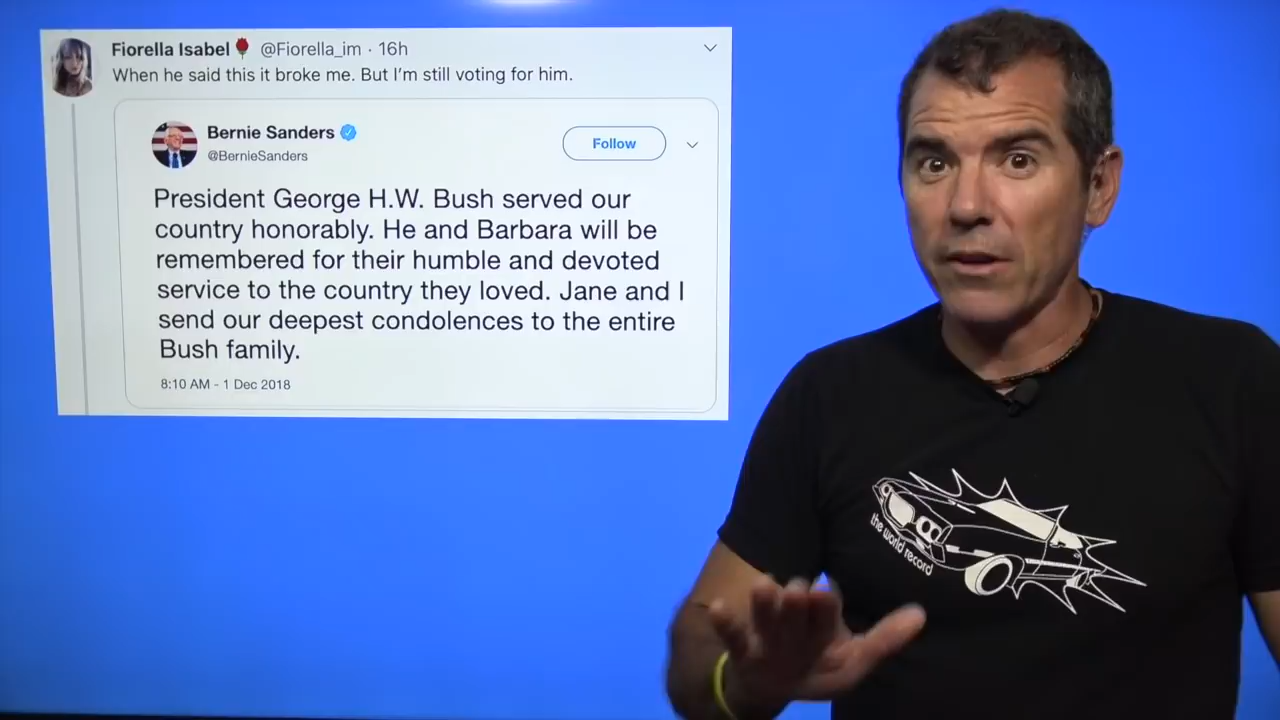 Fiorella Isabel @Fiorella_im · 16h
When he said this it broke me. But I'm still voting for him.
Bernie Sanders
@BernieSanders
Follow
President George H.W. Bush served our
country honorably. He and Barbara will be
remembered for their humble and devoted
service to the country they loved. Jane and I
send our deepest condolences to the entire
Bush family.
8:10 AM - 1 Dec 2018
the world record